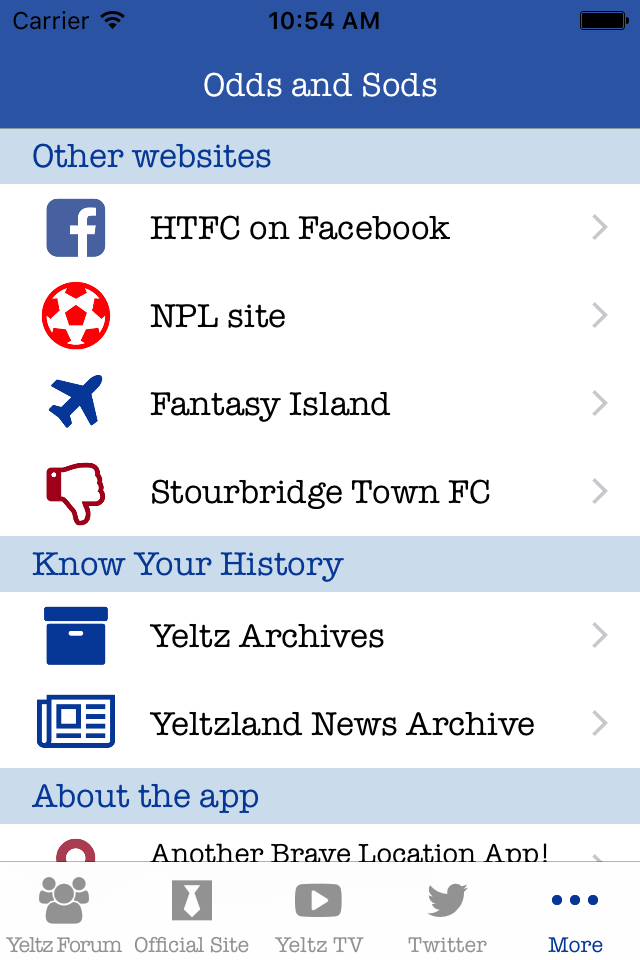 Carrier
10:54 AM
Odds and Sods
Other websites
HTFC on Facebook
NPL site
Fantasy Island
Stourbridge Town FC
Know Your History
Yeltz Archives
Yeltzland News Archive
About the app
Another Brave Location App!
Yeltz Forum
Official Site
Yeltz TV
Twitter
More